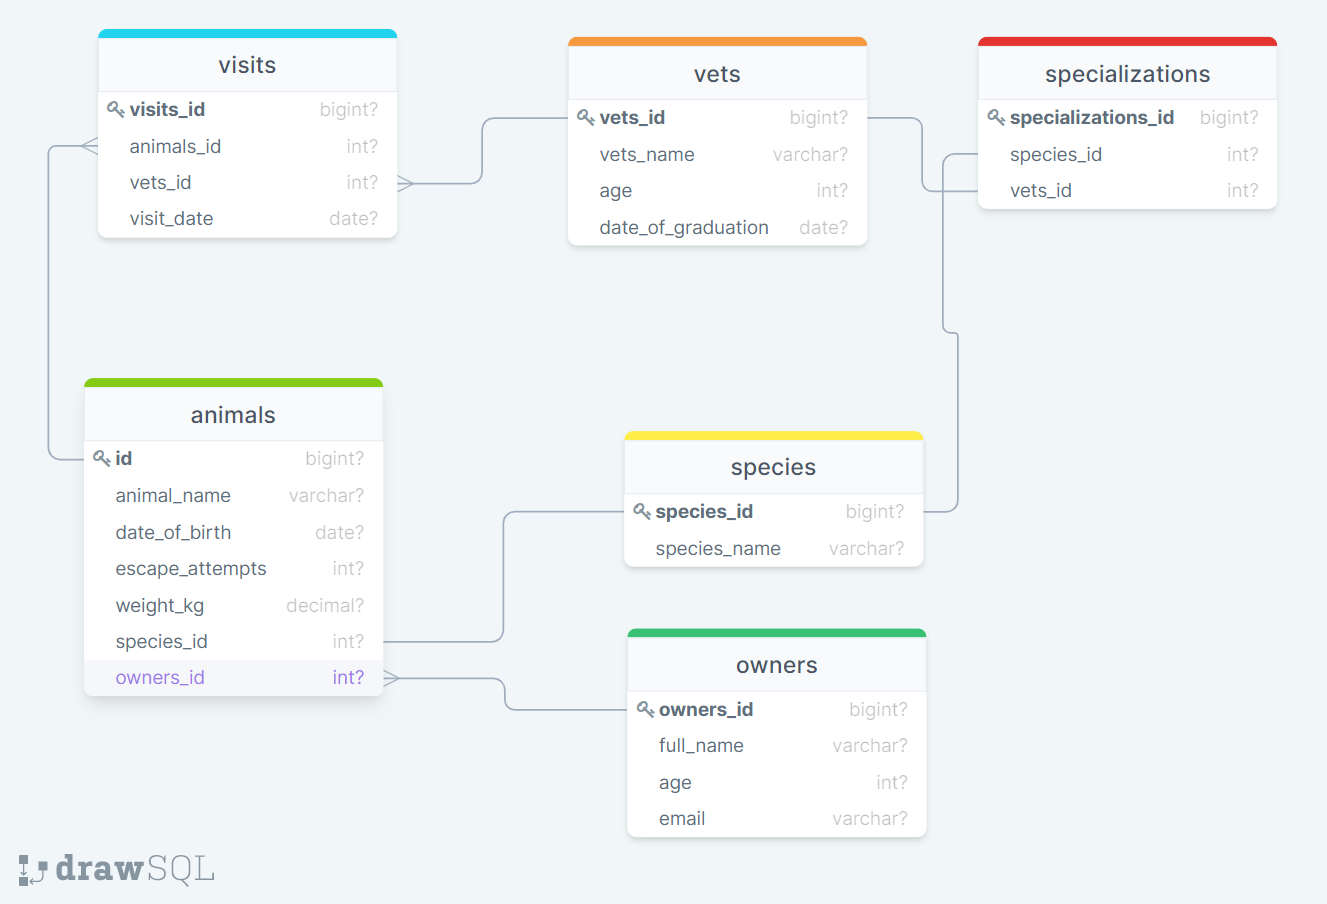 visits
visits_id bigint?
animals_id int?
vets_id int?
visit_date date?
vets
vets_id bigint?
vets_name varchar?
age int?
date_of_graduation date?
specializations
specializations_id bigint?
species_id int?
vets_id int?
animals
id bigint?
animal_name varchar?
date_of_birth date?
escape_attempts int?
weight_kg decimal?
species_id int?
owners_id int?
species
species_id bigint?
species_name varchar?
owners
owners_id bigint?
full_name varchar?
age int?
email varchar?
drawSQL